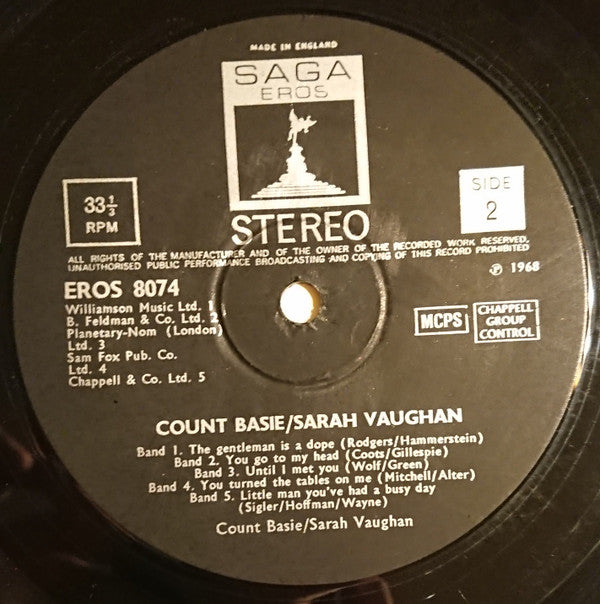 MADE IN ENGLAND
SAGA
EROS
33⅓
RPM
STEREO
SIDE
2
ALL RIGHTS OF THE MANUFACTURER AND OF THE OWNER OF THE RECORDED WORK RESERVED.
UNAUTHORISED PUBLIC PERFORMANCE BROADCASTING AND COPYING OF THIS RECORD PROHIBITED
EROS 8074
℗ 1968
Williamson Music Ltd. 1
B. Feldman & Co. Ltd. 2
Planetary-Nom (London)
Ltd. 3
Sam Fox Pub. Co.
Ltd. 4
Chappell & Co. Ltd. 5
MCPS
CHAPPELL
GROUP
CONTROL
COUNT BASIE/SARAH VAUGHAN
Band 1. The gentleman is a dope (Rodgers/Hammerstein)
Band 2. You go to my head (Coots/Gillespie)
Band 3. Until I met you (Wolf/Green)
Band 4. You turned the tables on me (Mitchell/Alter)
Band 5. Little man you've had a busy day
(Sigler/Hoffman/Wayne)
Count Basie/Sarah Vaughan